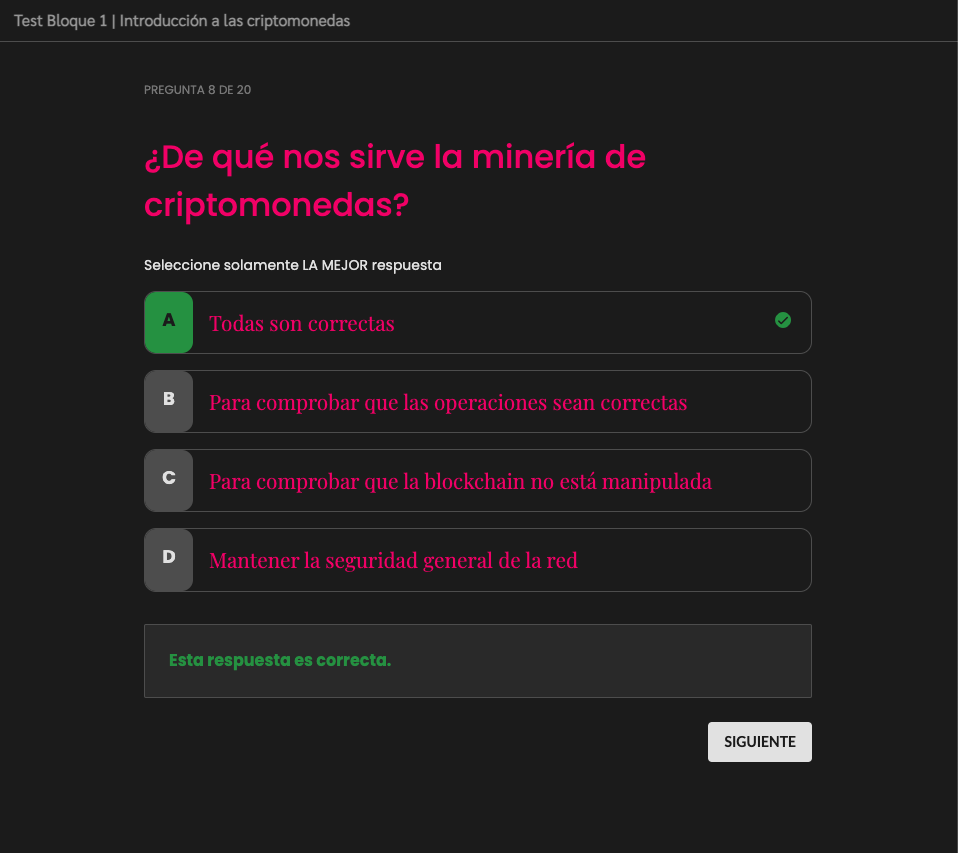 Test Bloque 1 | Introducción a las criptomonedas
PREGUNTA 8 DE 20
¿De qué nos sirve la minería de
criptomonedas?
Seleccione solamente LA MEJOR respuesta
A Todas son correctas
B Para comprobar que las operaciones sean correctas
C Para comprobar que la blockchain no está manipulada
D Mantener la seguridad general de la red
Esta respuesta es correcta.
SIGUIENTE